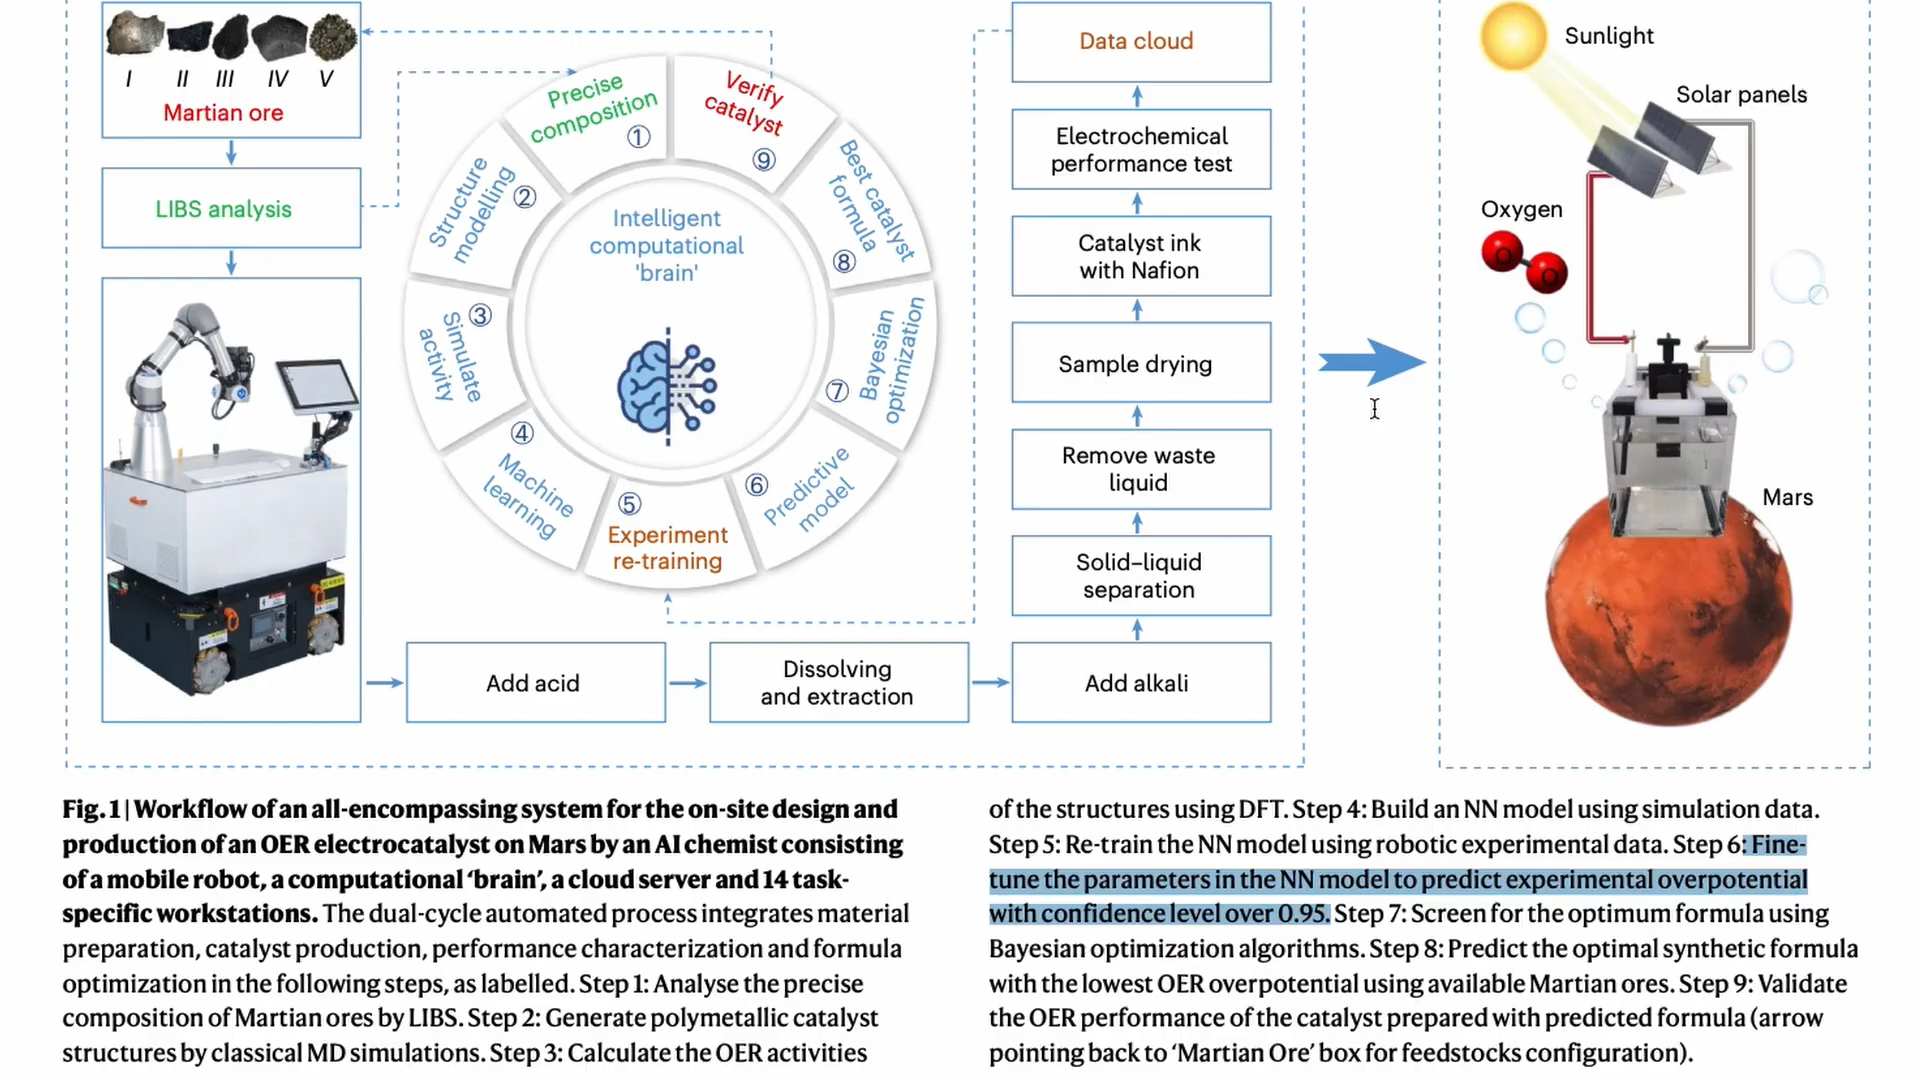 I II III IV V
Martian ore
LIBS analysis
Precise
composition
①
Structure
modelling
②
Simulate
activity
③
Machine
learning
④
Experiment
re-training
⑤
Predictive
model
⑥
Bayesian
optimization
⑦
Best catalyst
formula
⑧
Verify
catalyst
⑨
Intelligent
computational
'brain'
Add acid
Dissolving
and extraction
Add alkali
Solid–liquid
separation
Remove waste
liquid
Sample drying
Catalyst ink
with Nafion
Electrochemical
performance test
Data cloud
Sunlight
Solar panels
Oxygen
O O
Mars
Fig. 1 | Workflow of an all-encompassing system for the on-site design and
production of an OER electrocatalyst on Mars by an AI chemist consisting
of a mobile robot, a computational ‘brain’, a cloud server and 14 task-
specific workstations. The dual-cycle automated process integrates material
preparation, catalyst production, performance characterization and formula
optimization in the following steps, as labelled. Step 1: Analyse the precise
composition of Martian ores by LIBS. Step 2: Generate polymetallic catalyst
structures by classical MD simulations. Step 3: Calculate the OER activities
of the structures using DFT. Step 4: Build an NN model using simulation data.
Step 5: Re-train the NN model using robotic experimental data. Step 6: Fine-
tune the parameters in the NN model to predict experimental overpotential
with confidence level over 0.95. Step 7: Screen for the optimum formula using
Bayesian optimization algorithms. Step 8: Predict the optimal synthetic formula
with the lowest OER overpotential using available Martian ores. Step 9: Validate
the OER performance of the catalyst prepared with predicted formula (arrow
pointing back to ‘Martian Ore’ box for feedstocks configuration).